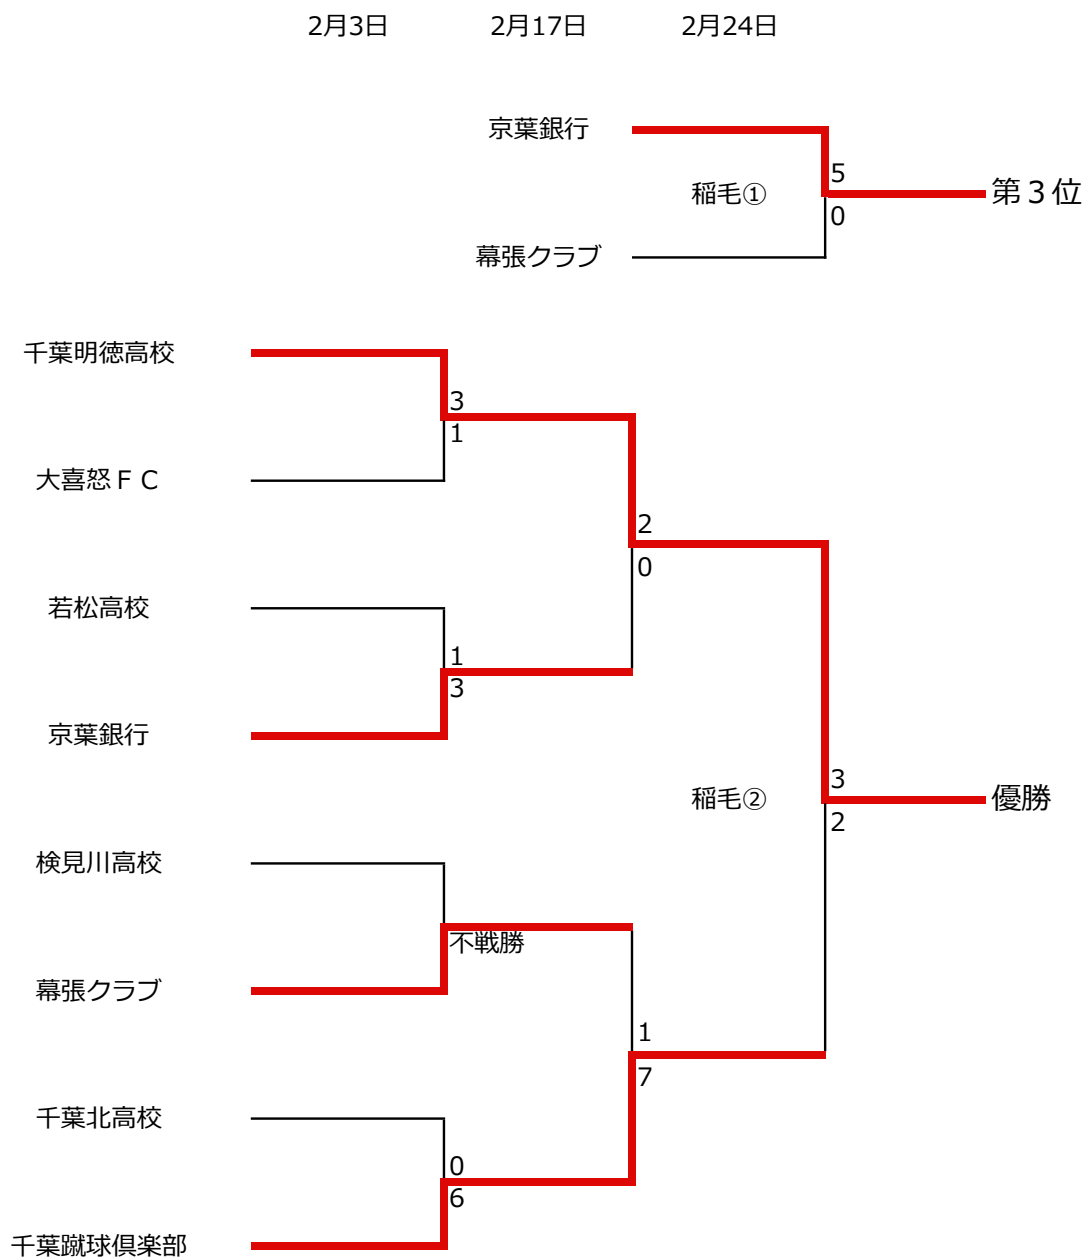 2月3日 2月17日 2月24日
京葉銀行
5
稲毛① 第３位
0
幕張クラブ
千葉明徳高校
3
1
大喜怒ＦＣ
2
0
若松高校
1
3
京葉銀行
3
稲毛② 優勝
2
検見川高校
不戦勝
幕張クラブ
1
7
千葉北高校
0
6
千葉蹴球倶楽部